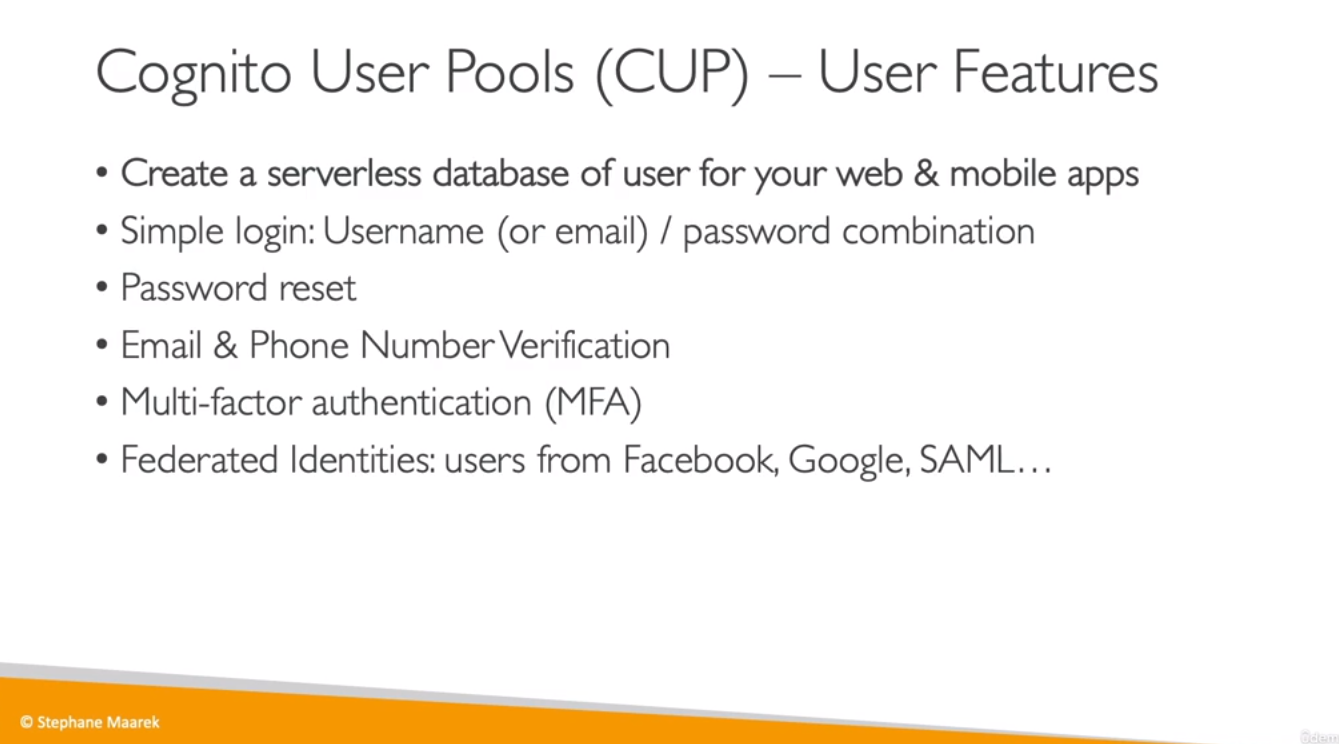 Cognito User Pools (CUP) – User Features
• Create a serverless database of user for your web & mobile apps
• Simple login: Username (or email) / password combination
• Password reset
• Email & Phone Number Verification
• Multi-factor authentication (MFA)
• Federated Identities: users from Facebook, Google, SAML…
© Stephane Maarek